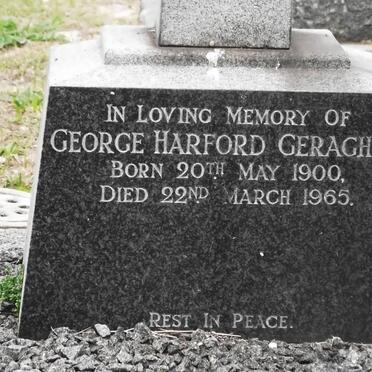 IN LOVING MEMORY OF
GEORGE HARFORD GERAGH
BORN 20TH MAY 1900,
DIED 22ND MARCH 1965.
REST IN PEACE.